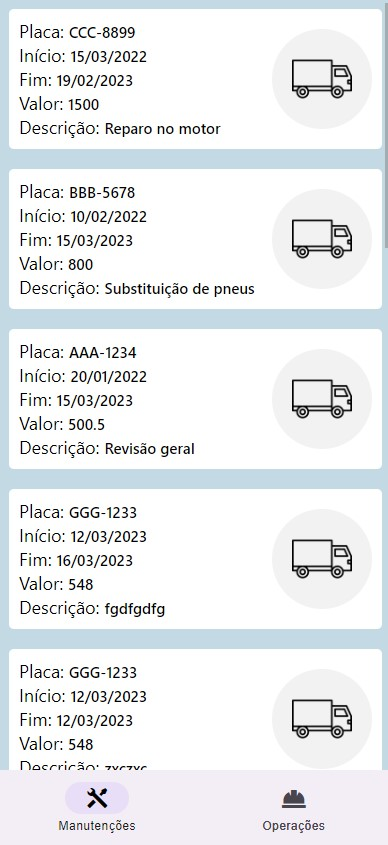 Placa: CCC-8899
Início: 15/03/2022
Fim: 19/02/2023
Valor: 1500
Descrição: Reparo no motor
Placa: BBB-5678
Início: 10/02/2022
Fim: 15/03/2023
Valor: 800
Descrição: Substituição de pneus
Placa: AAA-1234
Início: 20/01/2022
Fim: 15/03/2023
Valor: 500.5
Descrição: Revisão geral
Placa: GGG-1233
Início: 12/03/2023
Fim: 16/03/2023
Valor: 548
Descrição: fgdfgdfg
Placa: GGG-1233
Início: 12/03/2023
Fim: 12/03/2023
Valor: 548
Descrição: zxczxc
Manutenções
Operações